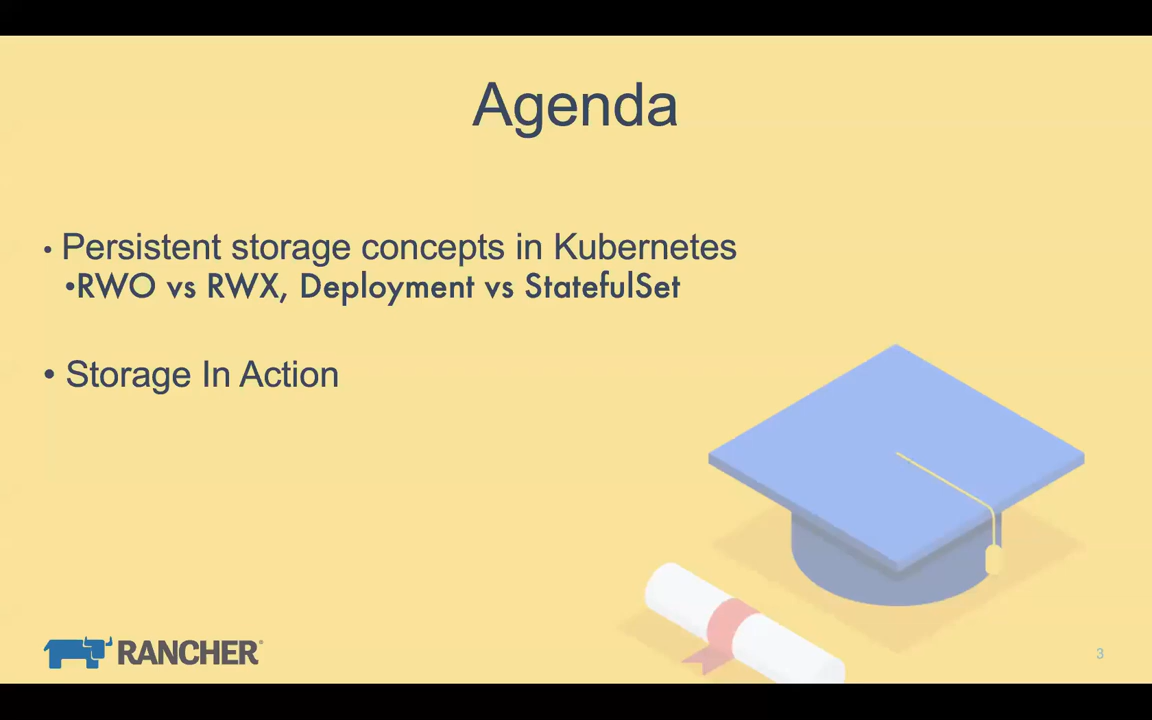 Agenda
• Persistent storage concepts in Kubernetes
•RWO vs RWX, Deployment vs StatefulSet
• Storage In Action
RANCHER®
3